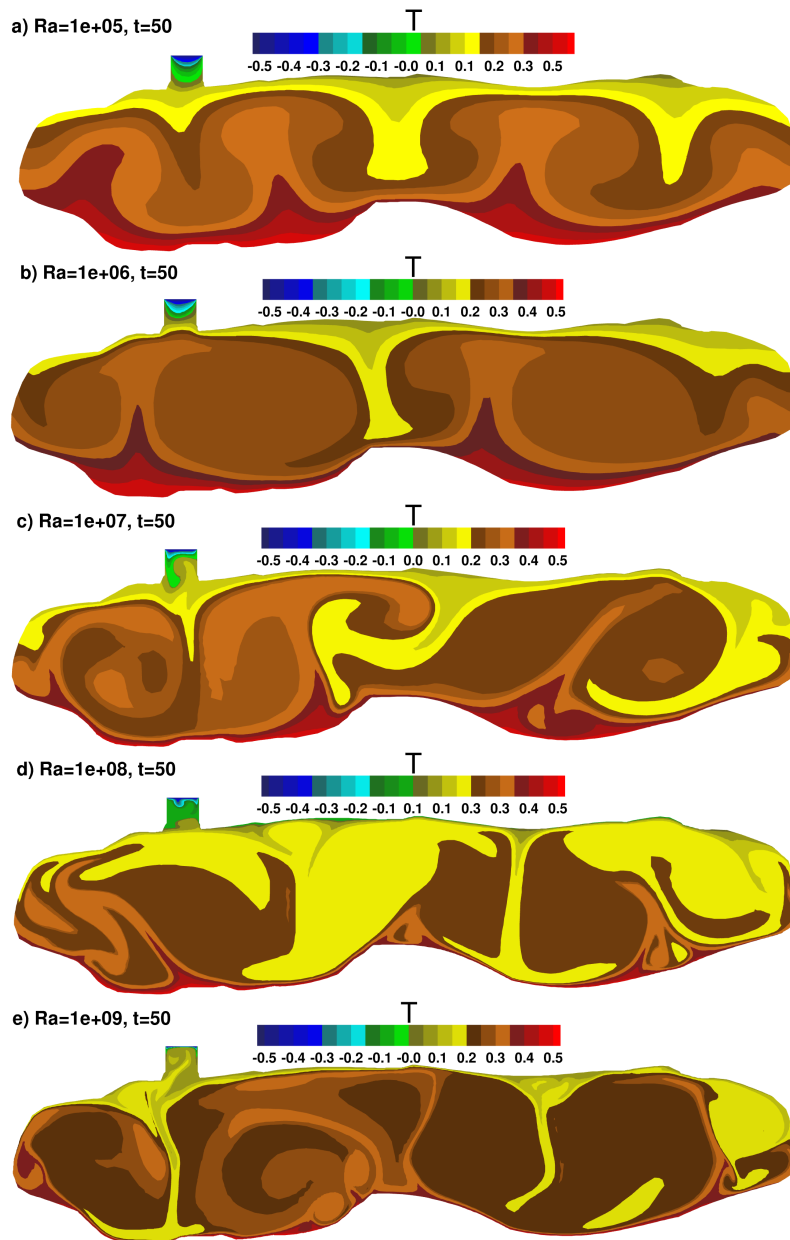 T
a) Ra=1e+05, t=50
-0.5 -0.4 -0.3 -0.2 -0.1 -0.0 0.1 0.1 0.2 0.3 0.5
T
b) Ra=1e+06, t=50
-0.5 -0.4 -0.3 -0.2 -0.1 -0.0 0.1 0.2 0.3 0.4 0.5
T
c) Ra=1e+07, t=50
-0.5 -0.4 -0.3 -0.2 -0.1 0.0 0.1 0.2 0.3 0.4 0.5
T
d) Ra=1e+08, t=50
-0.5 -0.4 -0.3 -0.2 -0.1 0.1 0.1 0.2 0.3 0.4 0.5
T
e) Ra=1e+09, t=50
-0.5 -0.4 -0.3 -0.2 -0.1 -0.0 0.1 0.2 0.3 0.4 0.5